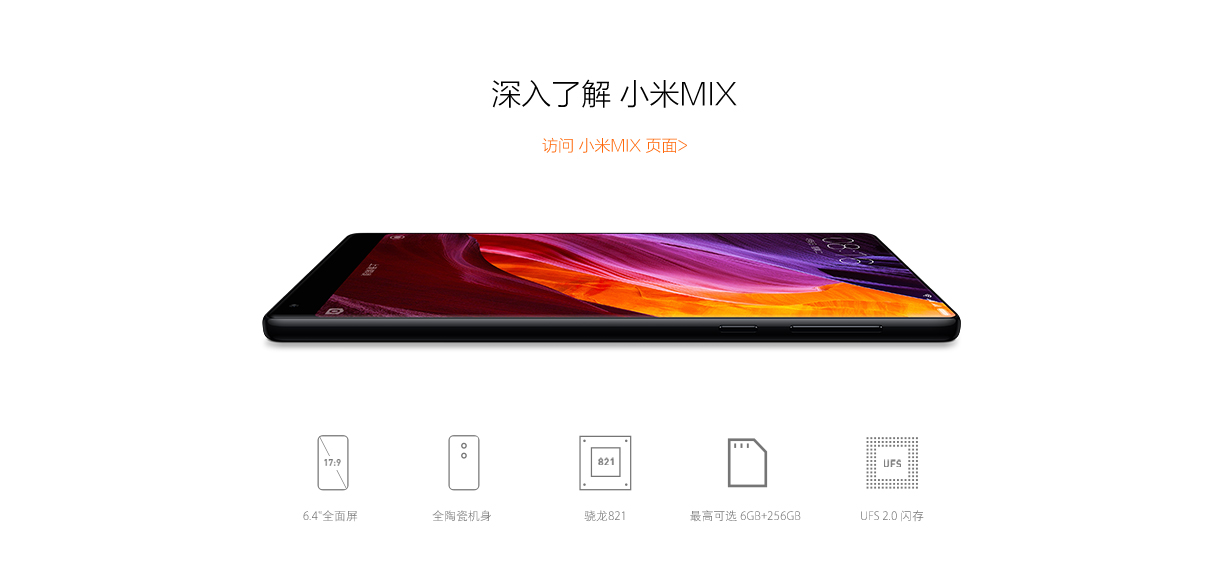 深入了解 小米MIX
访问 小米MIX 页面>
08:16
17:9
821
UFS
6.4"全面屏
全陶瓷机身
骁龙821
最高可选 6GB+256GB
UFS 2.0 闪存